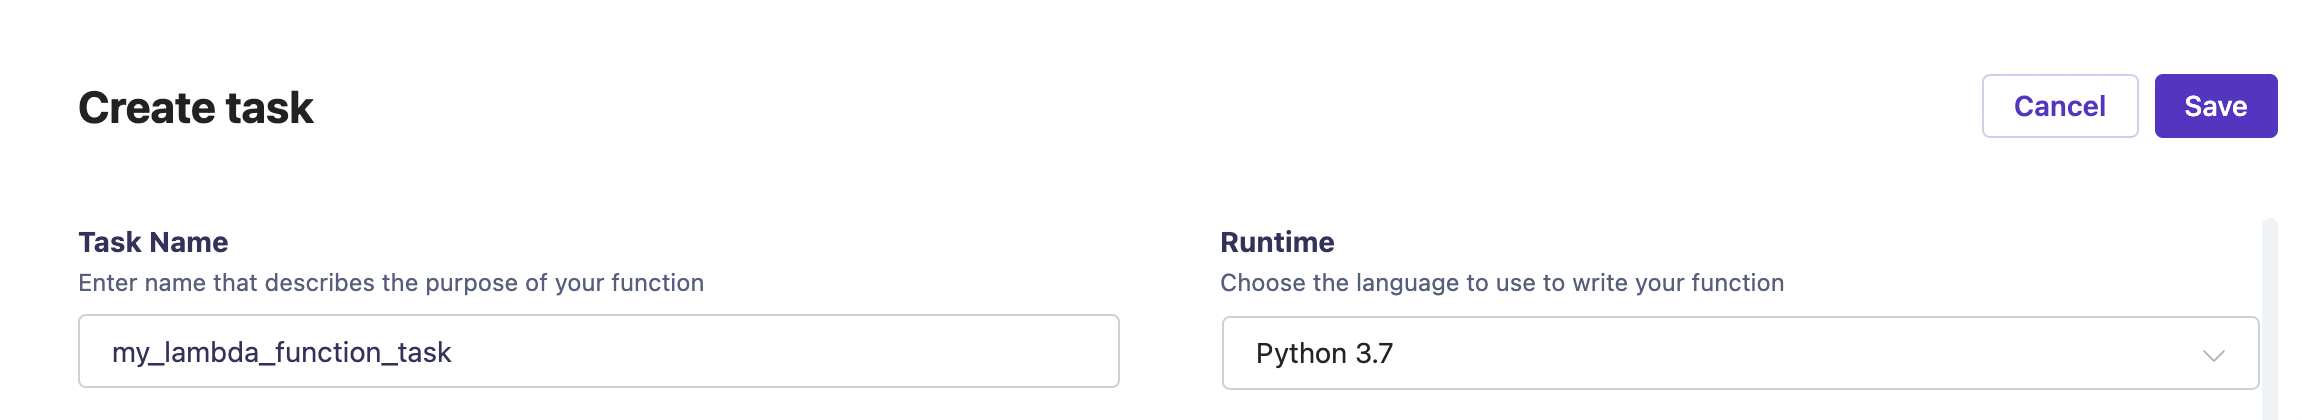 Create task
Cancel
Save
Task Name
Enter name that describes the purpose of your function
my_lambda_function_task
Runtime
Choose the language to use to write your function
Python 3.7